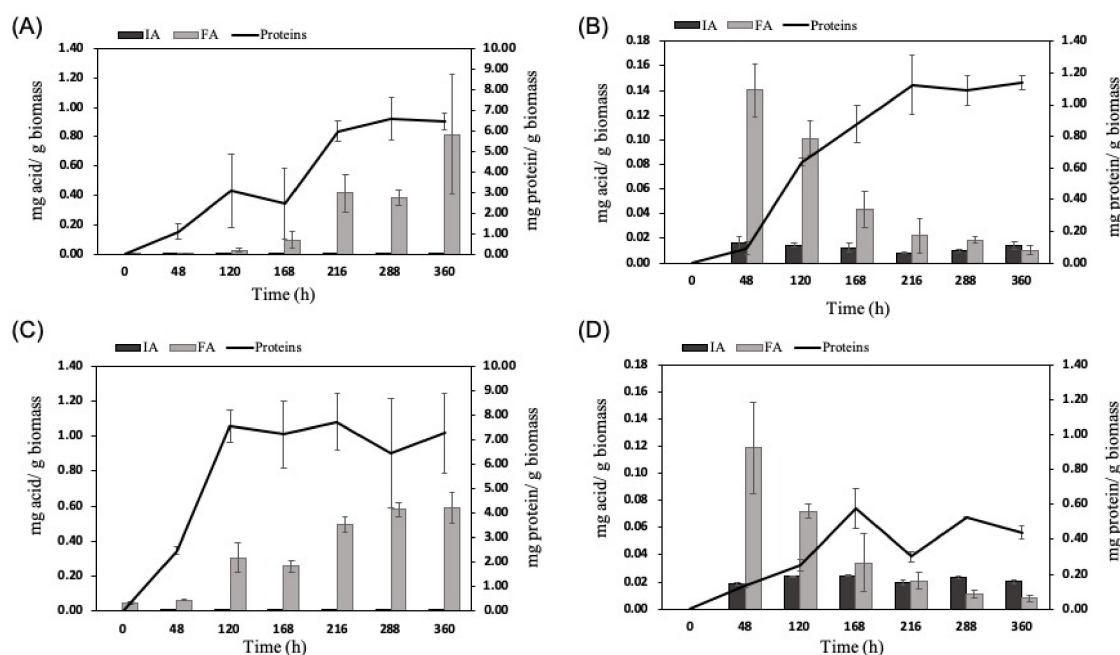 (A)
IA FA Proteins
1.40 10.00
9.00
1.20 8.00
1.00 7.00
0.80 6.00
5.00
0.60 4.00
0.40 3.00
0.20 2.00
1.00
0.00 0.00
mg acid/ g biomass
mg protein/ g biomass
0 48 120 168 216 288 360
Time (h)
(B)
IA FA Proteins
0.18 1.40
0.16 1.20
0.14 1.00
0.12
0.10 0.80
0.08 0.60
0.06 0.40
0.04
0.02 0.20
0.00 0.00
mg acid/ g biomass
mg protein/ g biomass
0 48 120 168 216 288 360
Time (h)
(C)
IA FA Proteins
1.40 10.00
9.00
1.20 8.00
1.00 7.00
0.80 6.00
5.00
0.60 4.00
0.40 3.00
0.20 2.00
1.00
0.00 0.00
mg acid/ g biomass
mg protein/ g biomass
0 48 120 168 216 288 360
Time (h)
(D)
IA FA Proteins
0.18 1.40
0.16 1.20
0.14 1.00
0.12
0.10 0.80
0.08 0.60
0.06 0.40
0.04
0.02 0.20
0.00 0.00
mg acid/ g biomass
mg protein/ g biomass
0 48 120 168 216 288 360
Time (h)